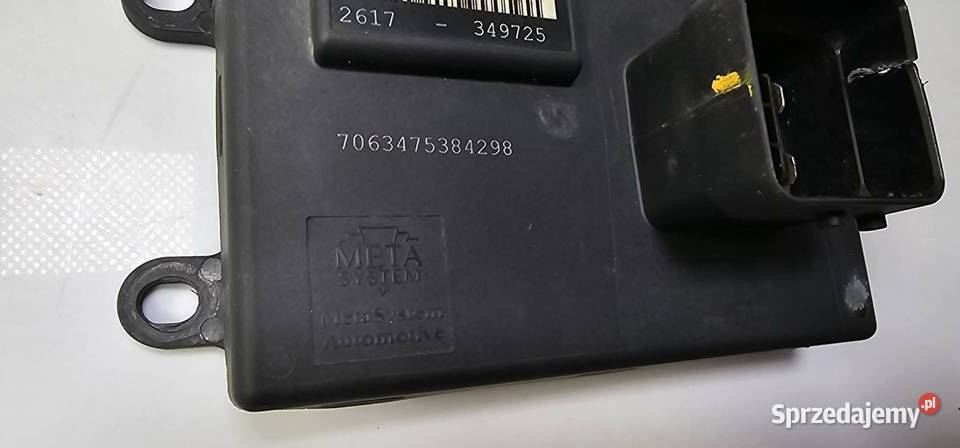 2617 - 349725
7063475384298
META
SYSTEM
MetaSystem
Automotive
Sprzedajemy.pl